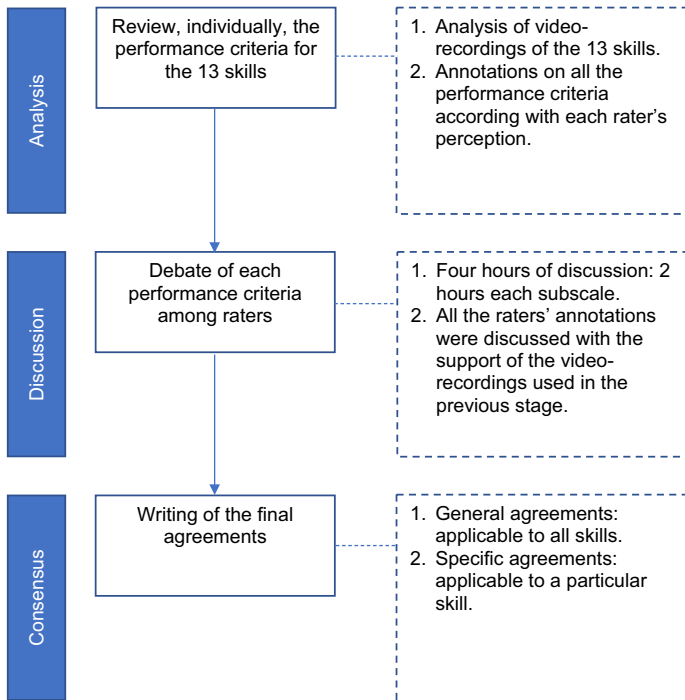 Analysis
Review, individually, the
performance criteria for
the 13 skills
1. Analysis of video-
recordings of the 13 skills.
2. Annotations on all the
performance criteria
according with each rater's
perception.
Discussion
Debate of each
performance criteria
among raters
1. Four hours of discussion: 2
hours each subscale.
2. All the raters' annotations
were discussed with the
support of the video-
recordings used in the
previous stage.
Consensus
Writing of the final
agreements
1. General agreements:
applicable to all skills.
2. Specific agreements:
applicable to a particular
skill.